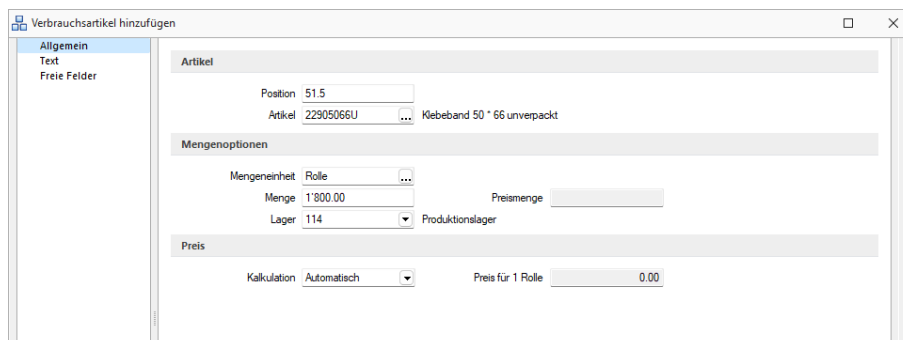 Verbrauchsartikel hinzufügen
Allgemein
Text
Freie Felder
Artikel
Position 51.5
Artikel 22905066U ... Klebeband 50 * 66 unverpackt
Mengenoptionen
Mengeneinheit Rolle ...
Menge 1'800.00 Preismenge
Lager 114 Produktionslager
Preis
Kalkulation Automatisch Preis für 1 Rolle 0.00